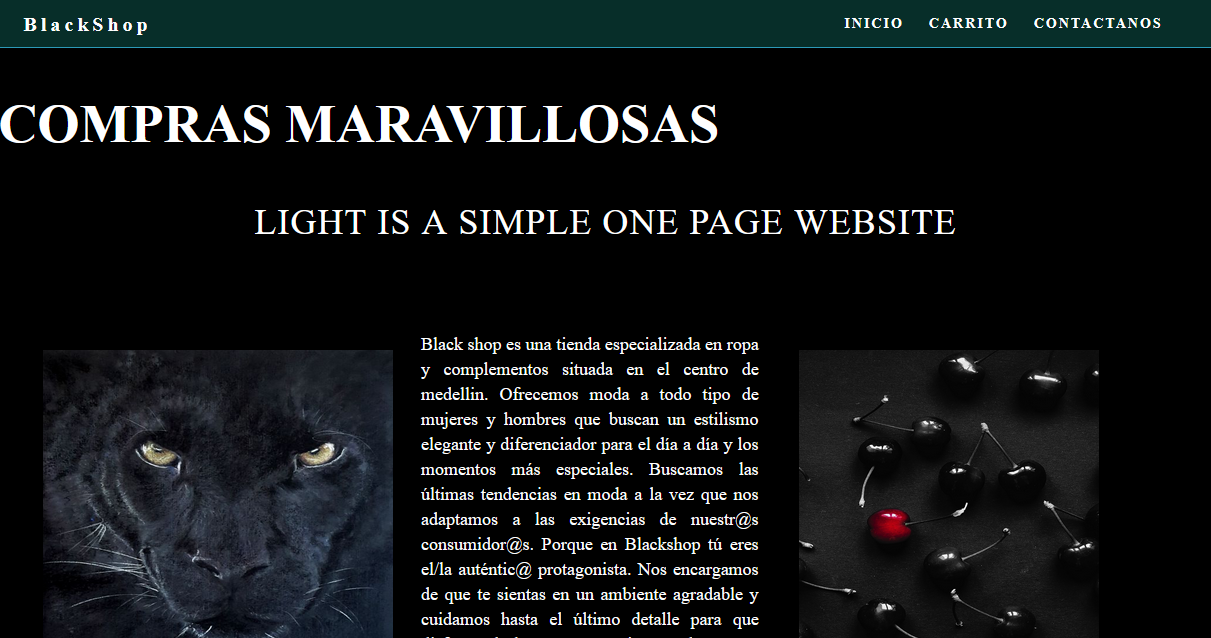 BlackShop
INICIO CARRITO CONTACTANOS
COMPRAS MARAVILLOSAS
LIGHT IS A SIMPLE ONE PAGE WEBSITE
Black shop es una tienda especializada en ropa
y complementos situada en el centro de
medellin. Ofrecemos moda a todo tipo de
mujeres y hombres que buscan un estilismo
elegante y diferenciador para el día a día y los
momentos más especiales. Buscamos las
últimas tendencias en moda a la vez que nos
adaptamos a las exigencias de nuestr@s
consumidor@s. Porque en Blackshop tú eres
el/la auténtic@ protagonista. Nos encargamos
de que te sientas en un ambiente agradable y
cuidamos hasta el último detalle para que